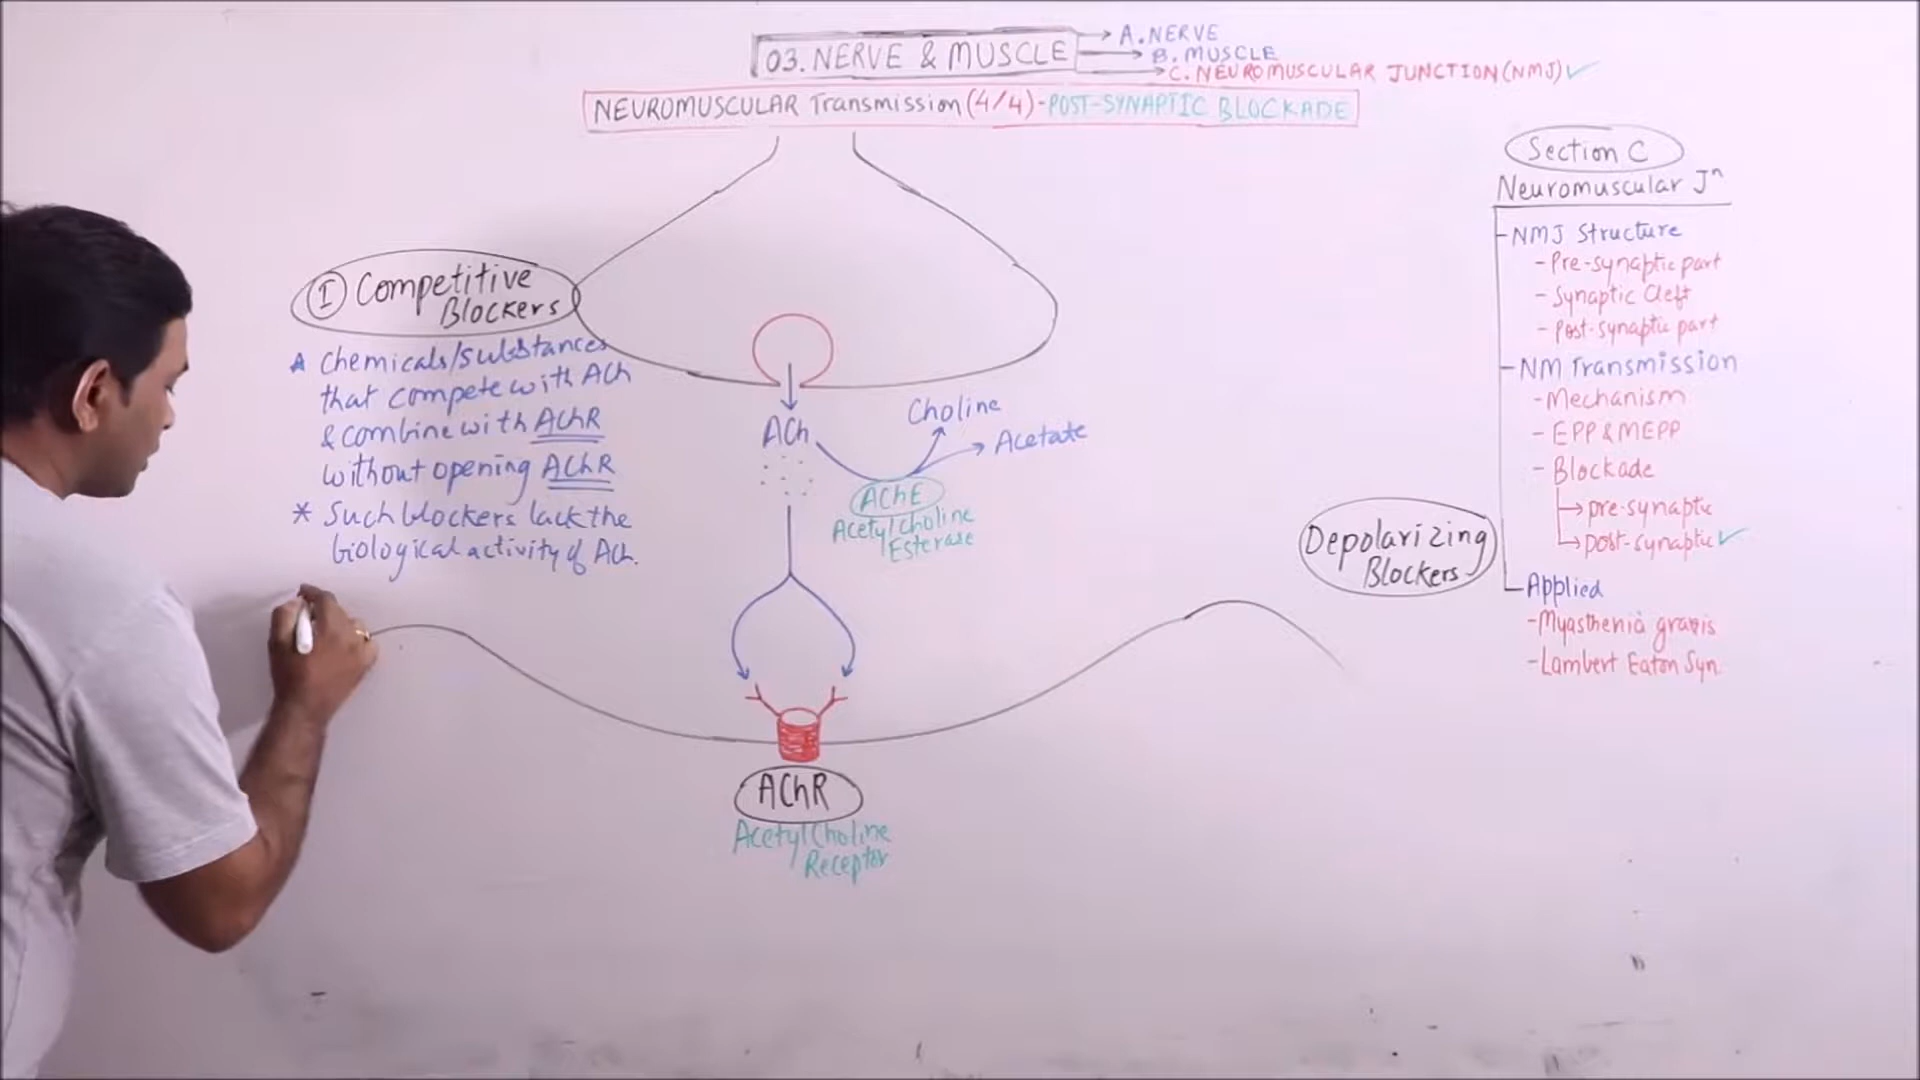 03. NERVE & MUSCLE
A. NERVE
B. MUSCLE
C. NEUROMUSCULAR JUNCTION (NMJ) ✓
NEUROMUSCULAR Transmission (4/4) - POST-SYNAPTIC BLOCKADE
I Competitive
Blockers
Chemicals/substances
that compete with ACh
& combine with AChR
without opening AChR
* Such blockers lack the
biological activity of ACh.
ACh
Choline
Acetate
AChE
Acetylcholine
Esterase
AChR
Acetylcholine
Receptor
Depolarizing
Blockers
Section C
Neuromuscular Jⁿ
- NMJ Structure
- Pre-synaptic part
- Synaptic Cleft
- Post-synaptic part
- NM Transmission
- Mechanism
- EPP & MEPP
- Blockade
→ pre-synaptic
→ post-synaptic ✓
- Applied
- Myasthenia gravis
- Lambert Eaton Syn